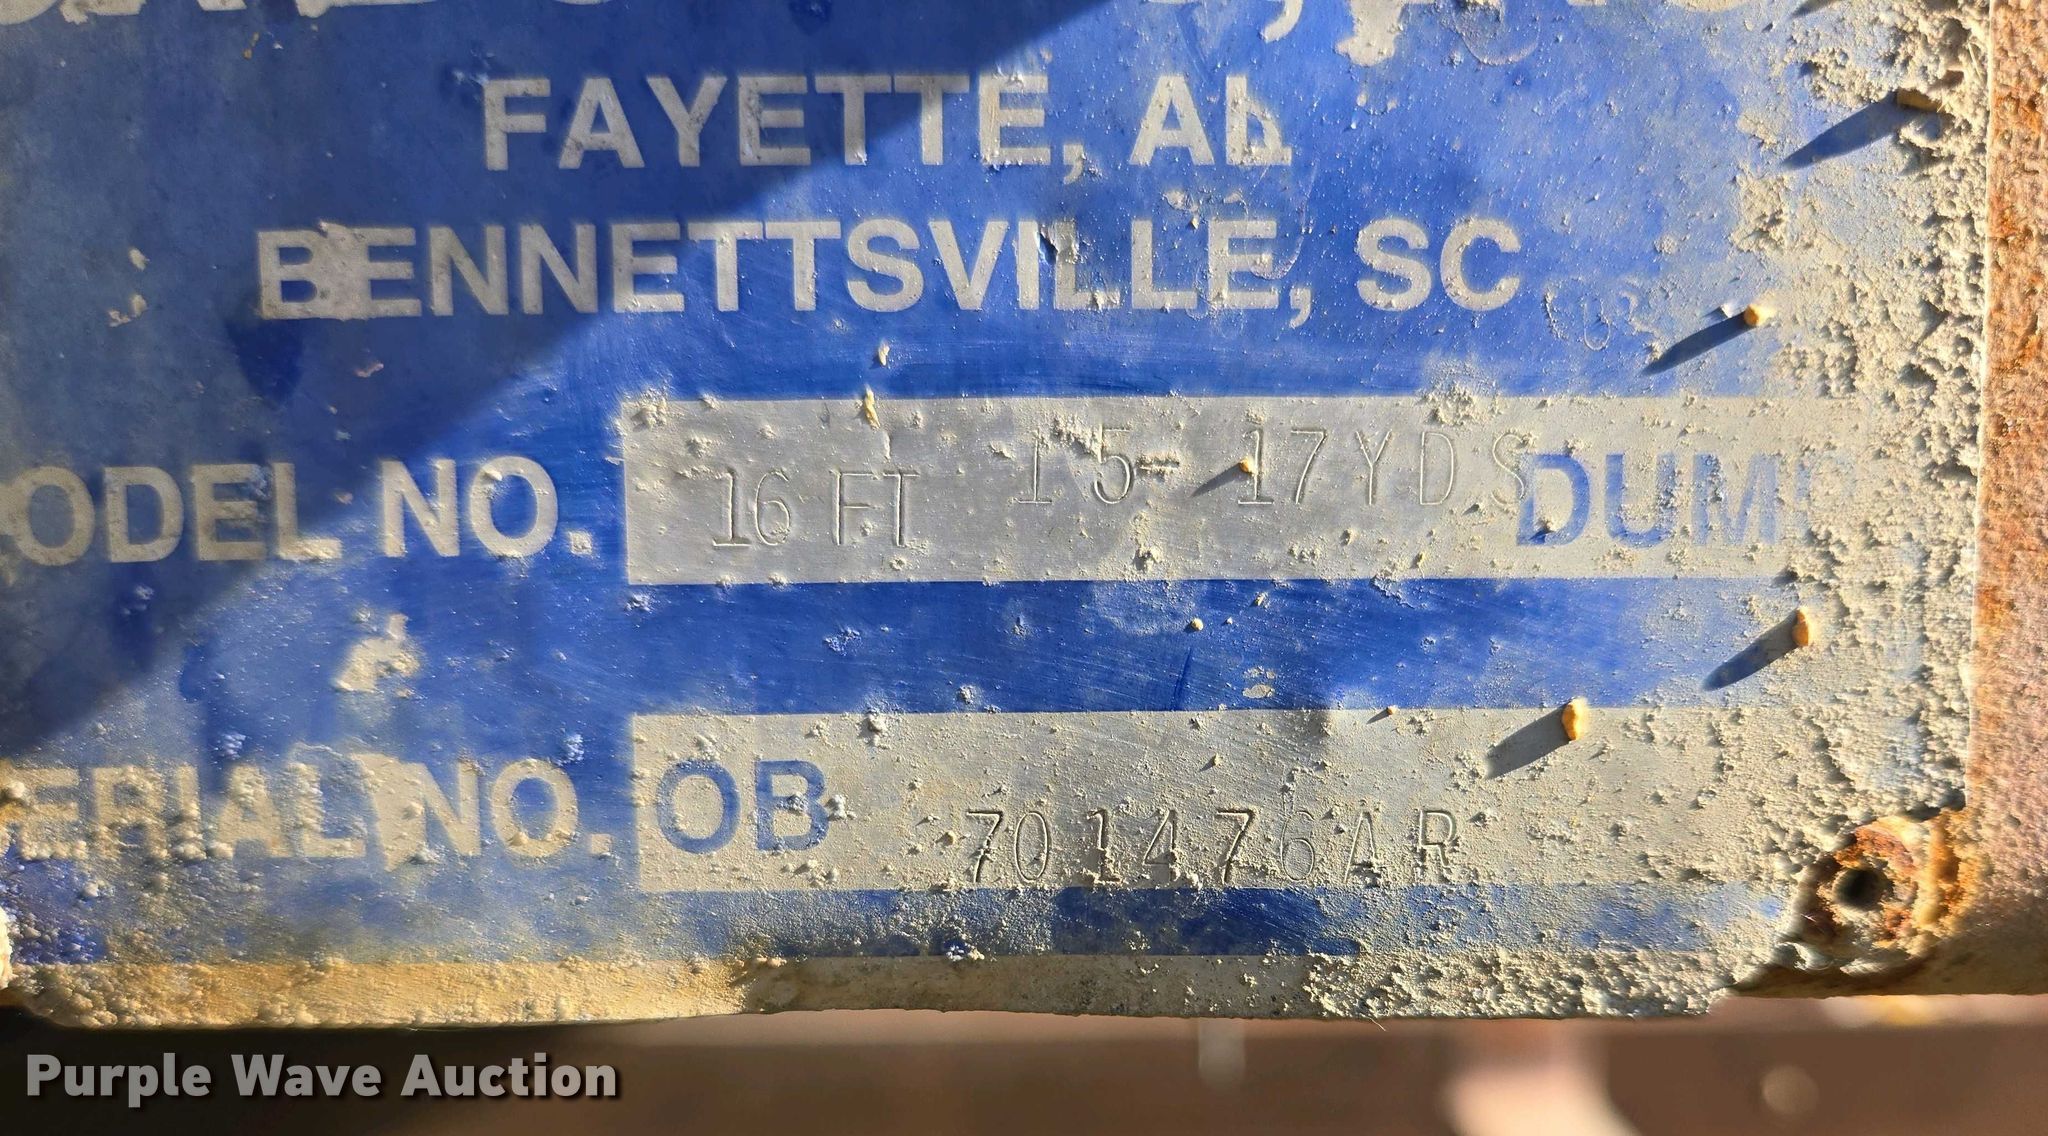 FAYETTE, AL
BENNETTSVILLE, SC
ODEL NO. 16 FT 15-17YDS DUM
ERIAL NO. OB 701476AR
Purple Wave Auction